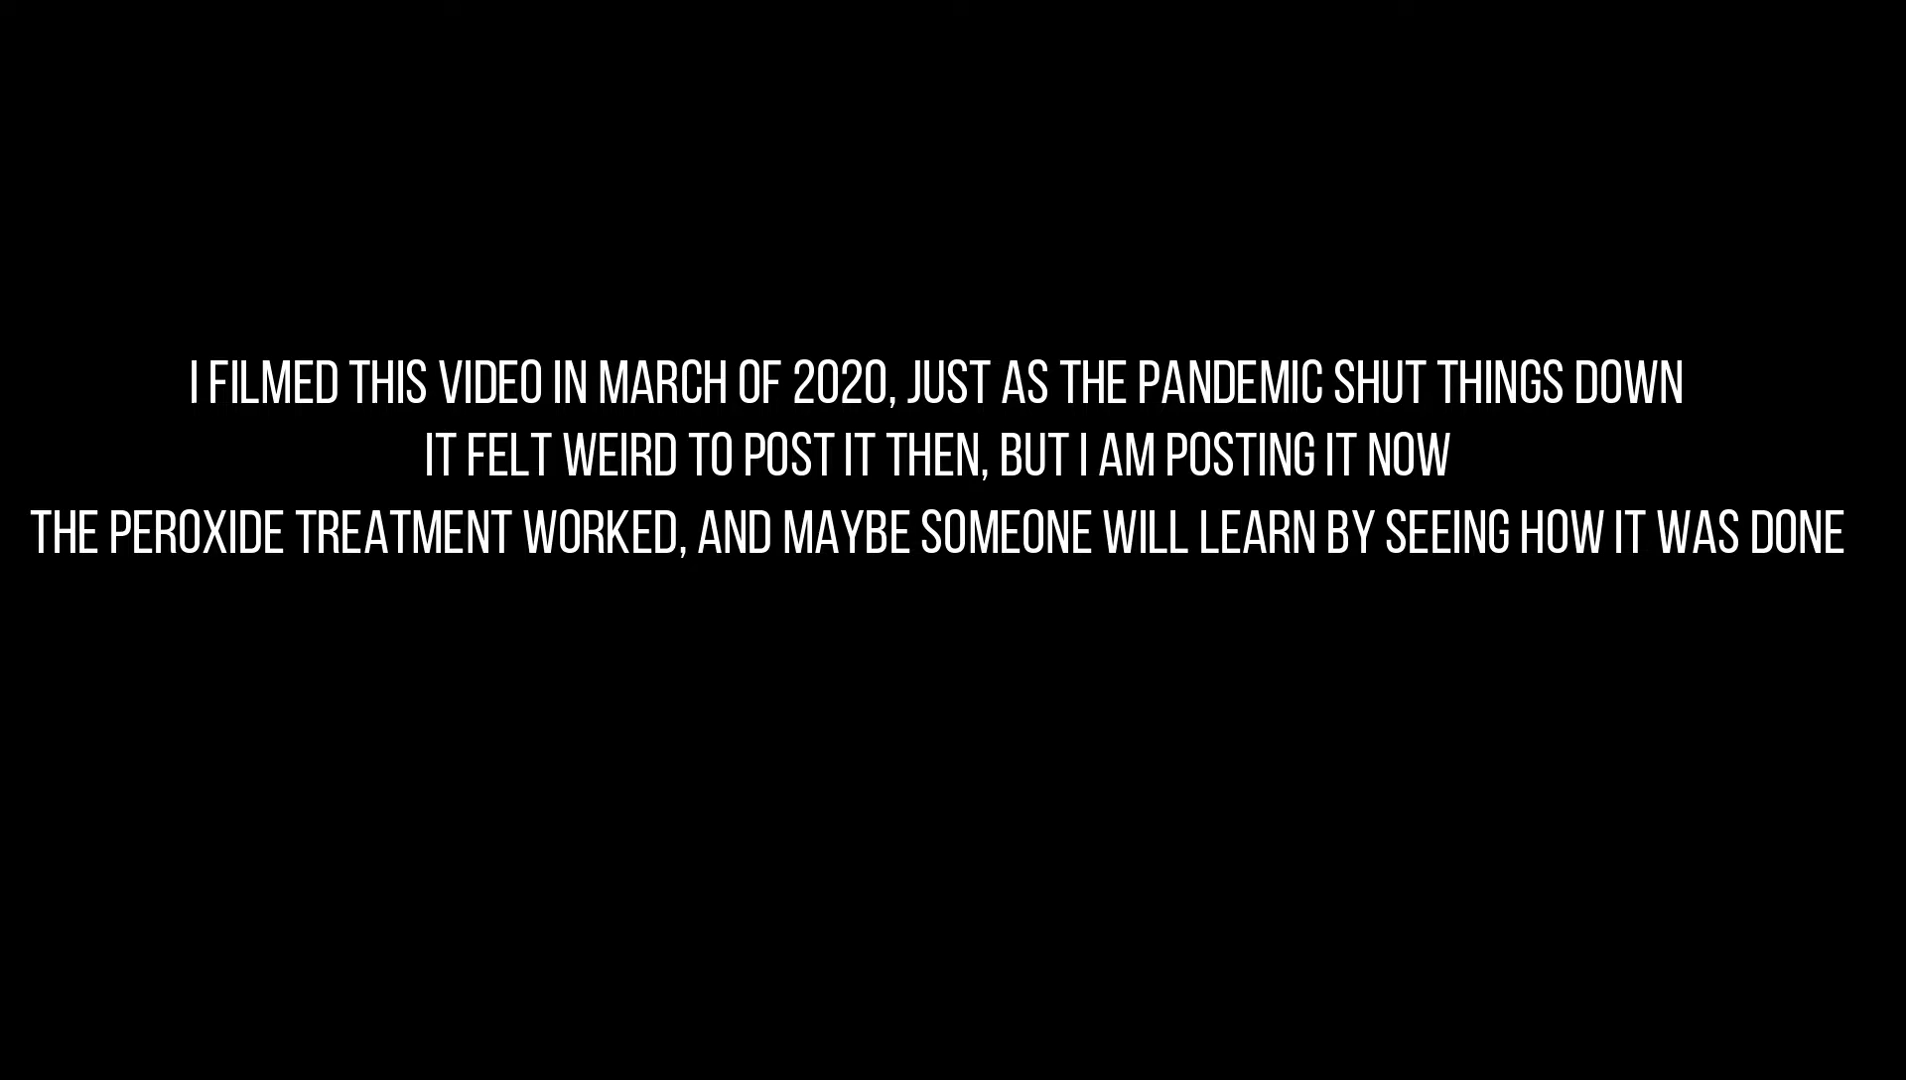 I FILMED THIS VIDEO IN MARCH OF 2020, JUST AS THE PANDEMIC SHUT THINGS DOWN
IT FELT WEIRD TO POST IT THEN, BUT I AM POSTING IT NOW
THE PEROXIDE TREATMENT WORKED, AND MAYBE SOMEONE WILL LEARN BY SEEING HOW IT WAS DONE